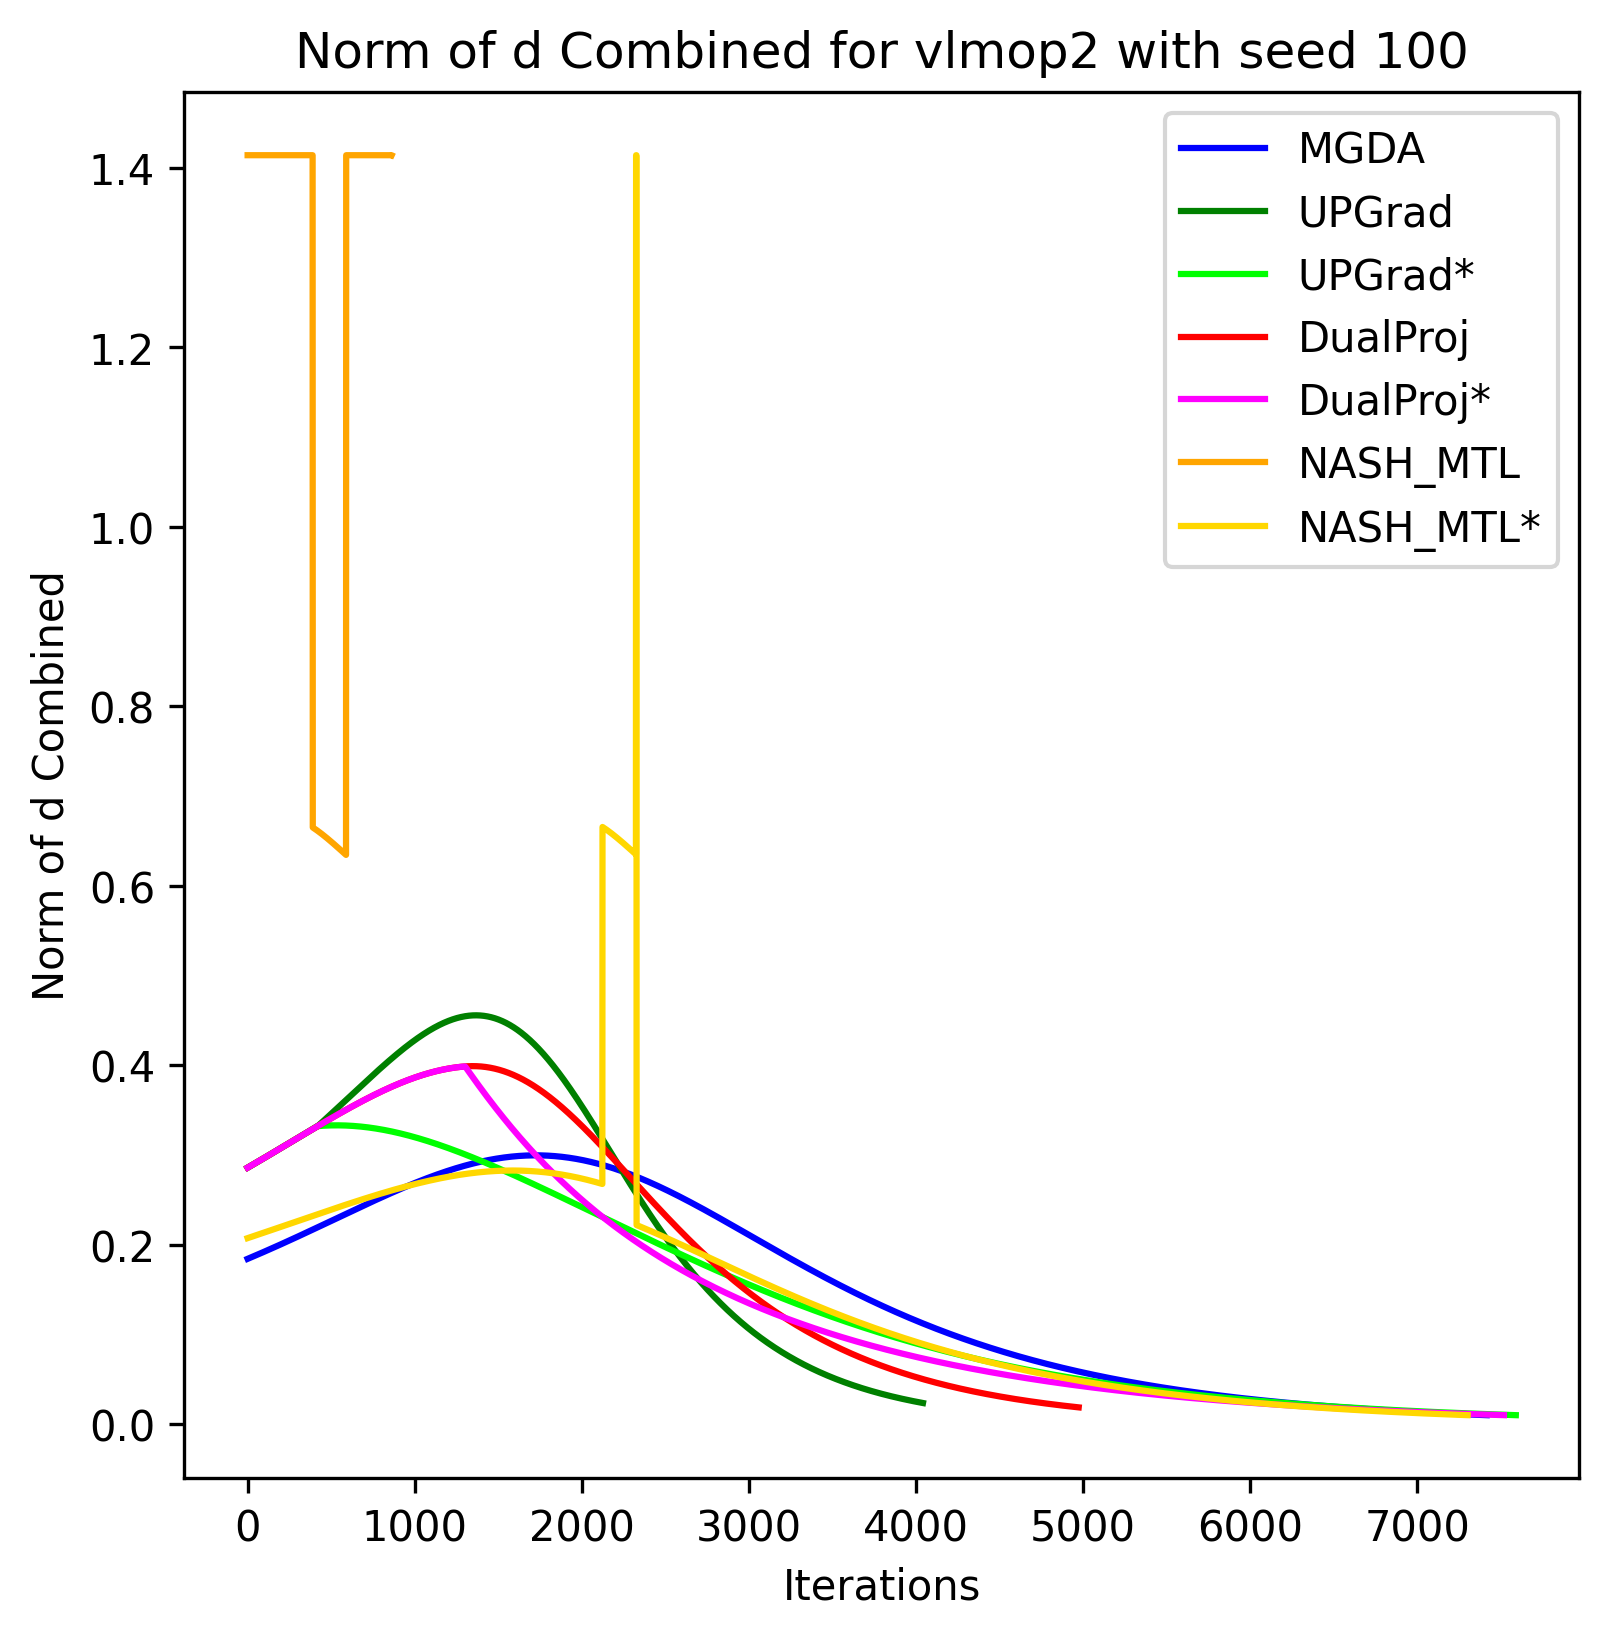 Norm of d Combined for vlmop2 with seed 100
Norm of d Combined
1.4
1.2
1.0
0.8
0.6
0.4
0.2
0.0
MGDA
UPGrad
UPGrad*
DualProj
DualProj*
NASH_MTL
NASH_MTL*
0 1000 2000 3000 4000 5000 6000 7000
Iterations